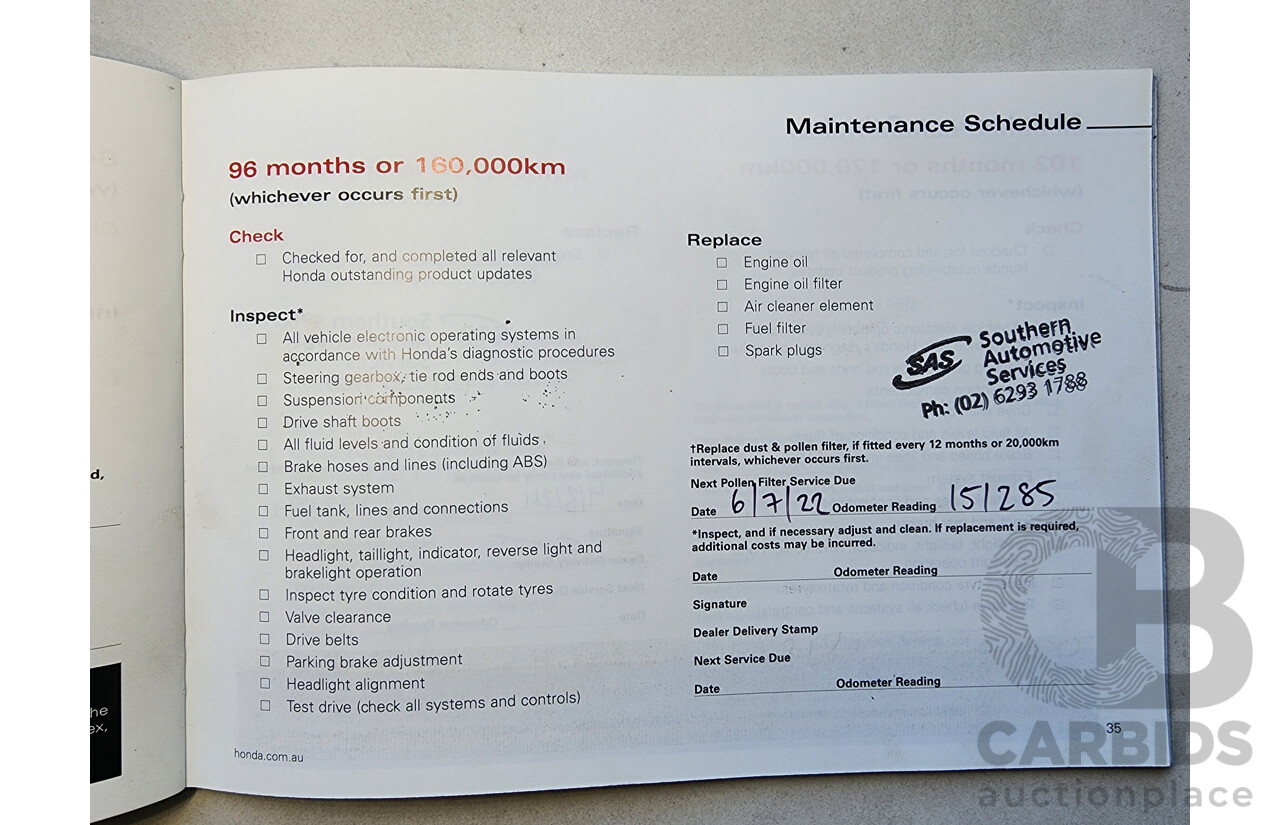 Maintenance Schedule
96 months or 160,000km
(whichever occurs first)
Check
☐ Checked for, and completed all relevant
Honda outstanding product updates
Inspect*
☐ All vehicle electronic operating systems in
accordance with Honda's diagnostic procedures
☐ Steering gearbox, tie rod ends and boots
☐ Suspension components
☐ Drive shaft boots
☐ All fluid levels and condition of fluids
☐ Brake hoses and lines (including ABS)
☐ Exhaust system
☐ Fuel tank, lines and connections
☐ Front and rear brakes
☐ Headlight, taillight, indicator, reverse light and
brakelight operation
☐ Inspect tyre condition and rotate tyres
☐ Valve clearance
☐ Drive belts
☐ Parking brake adjustment
☐ Headlight alignment
☐ Test drive (check all systems and controls)
honda.com.au
Replace
☐ Engine oil
☐ Engine oil filter
☐ Air cleaner element
☐ Fuel filter
☐ Spark plugs
SAS Southern
Automotive
Services
Ph: (02) 6293 1788
†Replace dust & pollen filter, if fitted every 12 months or 20,000km
intervals, whichever occurs first.
Next Pollen Filter Service Due
Date 6/7/22 Odometer Reading 151285
*Inspect, and if necessary adjust and clean. If replacement is required,
additional costs may be incurred.
Date Odometer Reading
Signature
Dealer Delivery Stamp
Next Service Due
Date Odometer Reading
35
d,
he
ex,
CB
CARBIDS
auctionplace